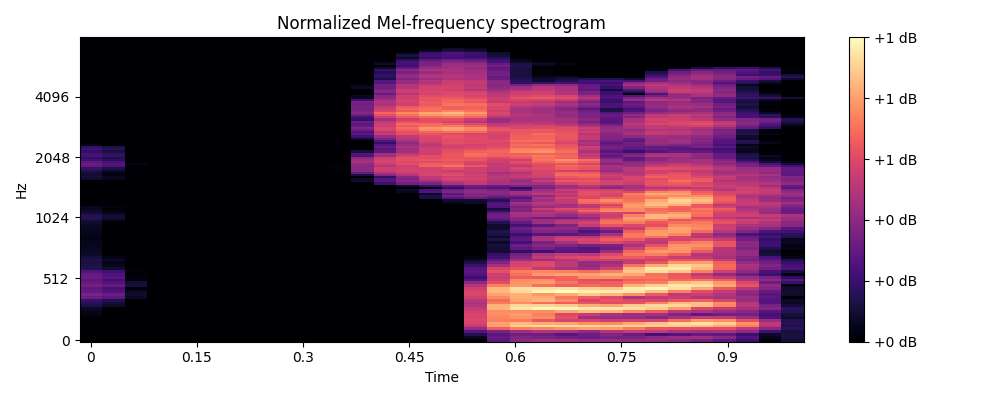 Normalized Mel-frequency spectrogram
Hz
4096
2048
1024
512
0
0 0.15 0.3 0.45 0.6 0.75 0.9
Time
+1 dB
+1 dB
+1 dB
+0 dB
+0 dB
+0 dB